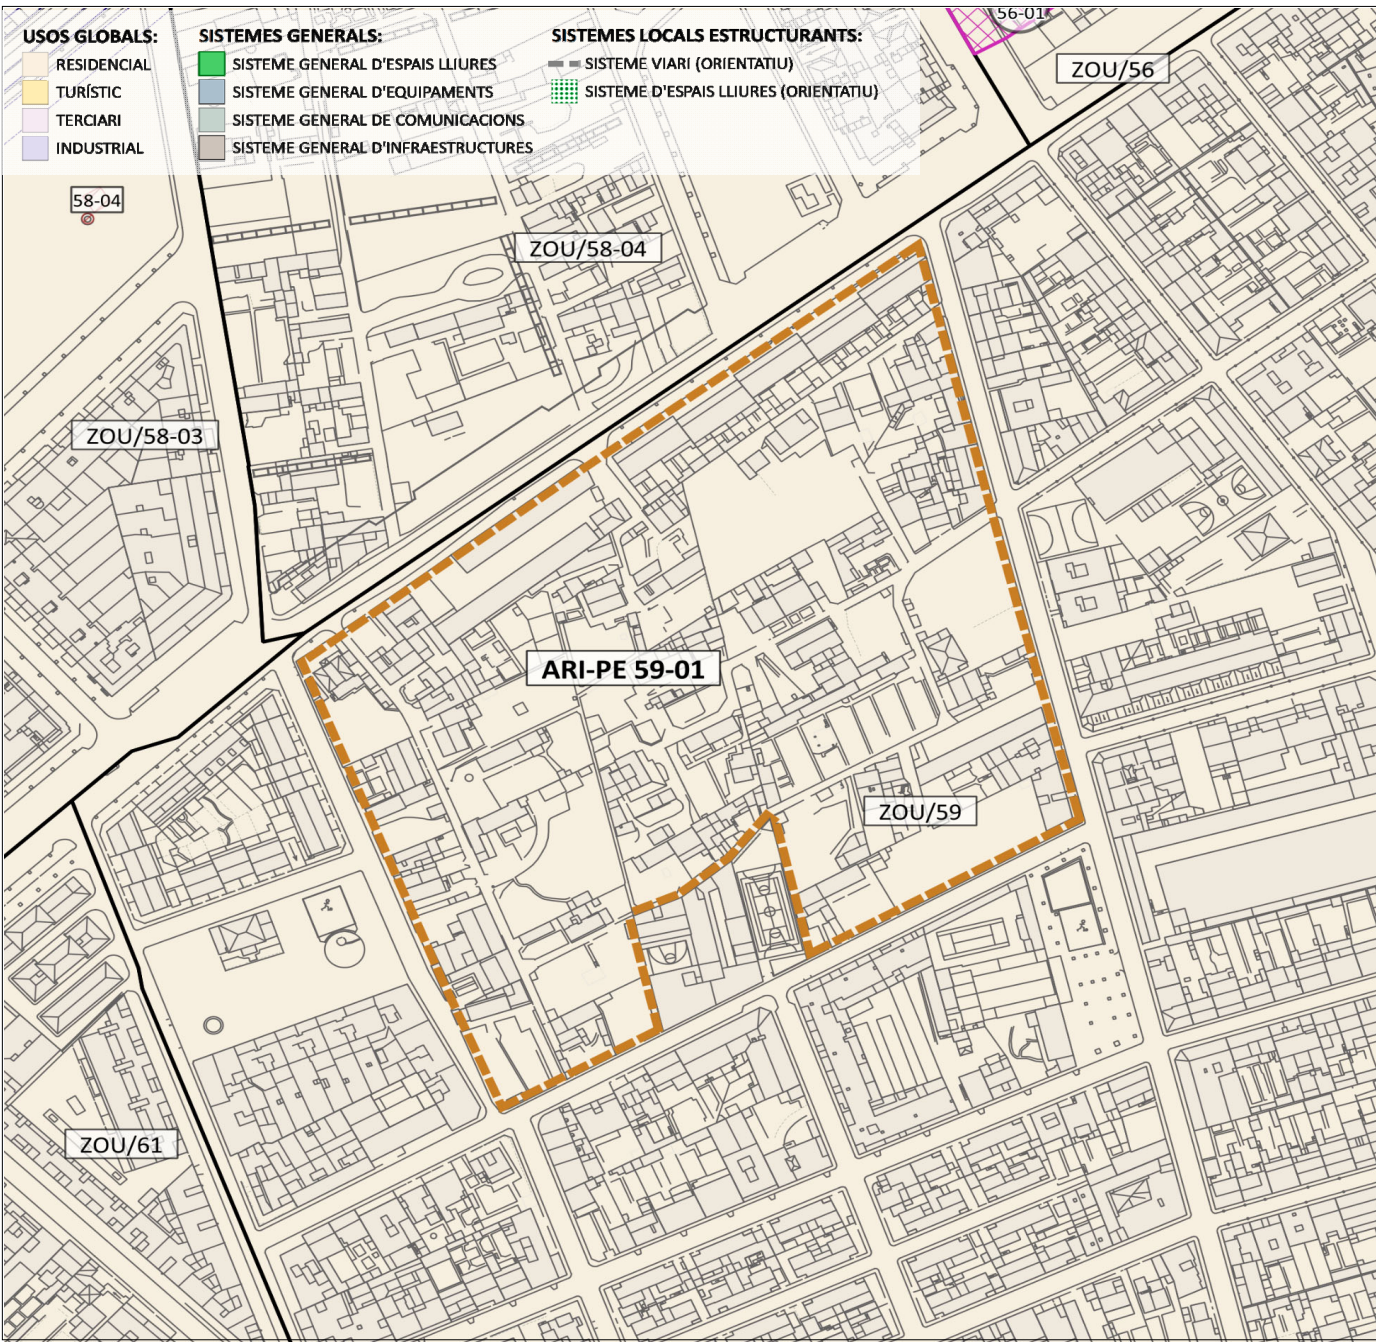 USOS GLOBALS:
RESIDENCIAL
TURÍSTIC
TERCIARI
INDUSTRIAL
SISTEMES GENERALS:
SISTEME GENERAL D'ESPAIS LLIURES
SISTEME GENERAL D'EQUIPAMENTS
SISTEME GENERAL DE COMUNICACIONS
SISTEME GENERAL D'INFRAESTRUCTURES
SISTEMES LOCALS ESTRUCTURANTS:
SISTEME VIARI (ORIENTATIU)
SISTEME D'ESPAIS LLIURES (ORIENTATIU)
56-01
ZOU/56
58-04
ZOU/58-04
ZOU/58-03
ARI-PE 59-01
ZOU/59
ZOU/61